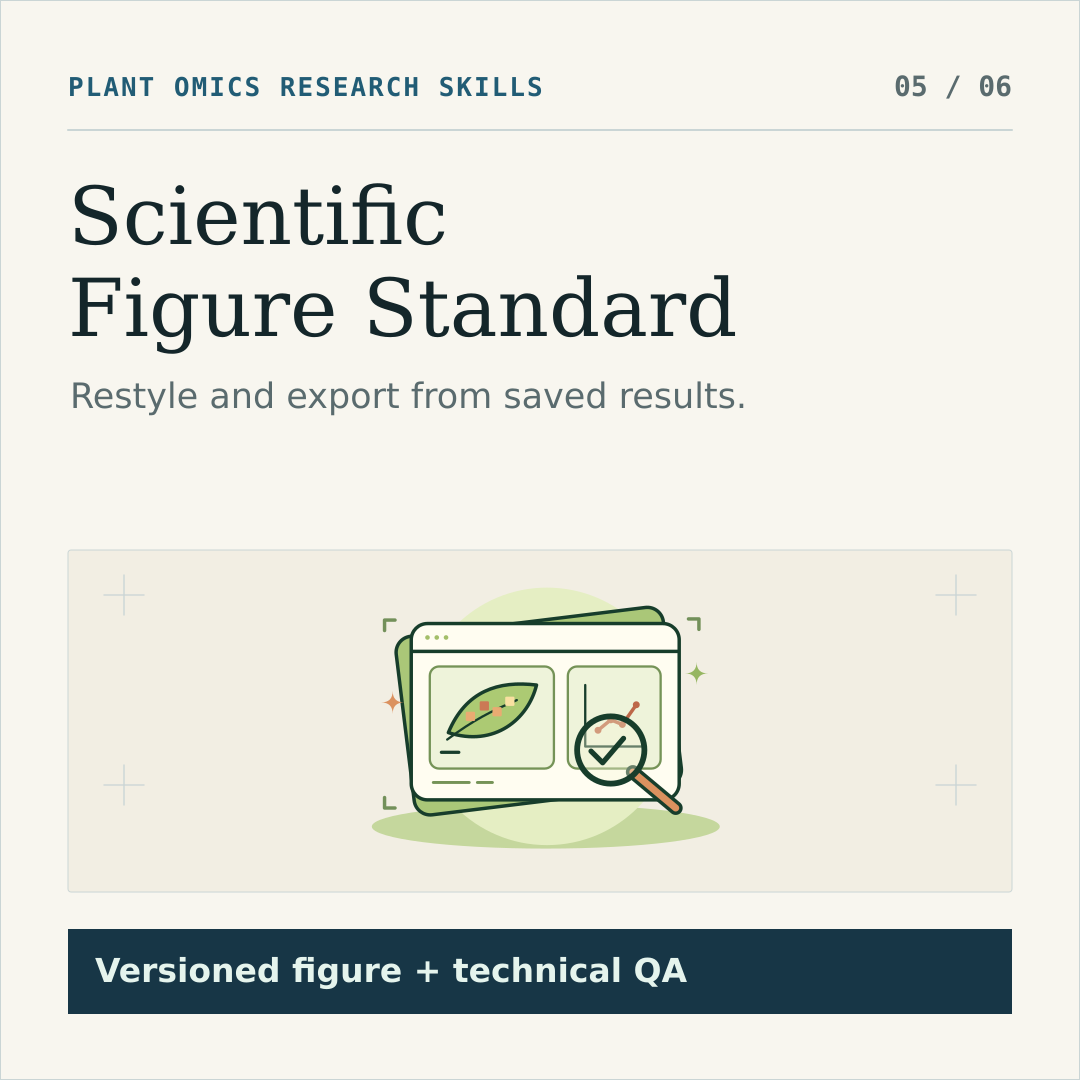 PLANT OMICS RESEARCH SKILLS
05 / 06
Scientific
Figure Standard
Restyle and export from saved results.
Versioned figure + technical QA